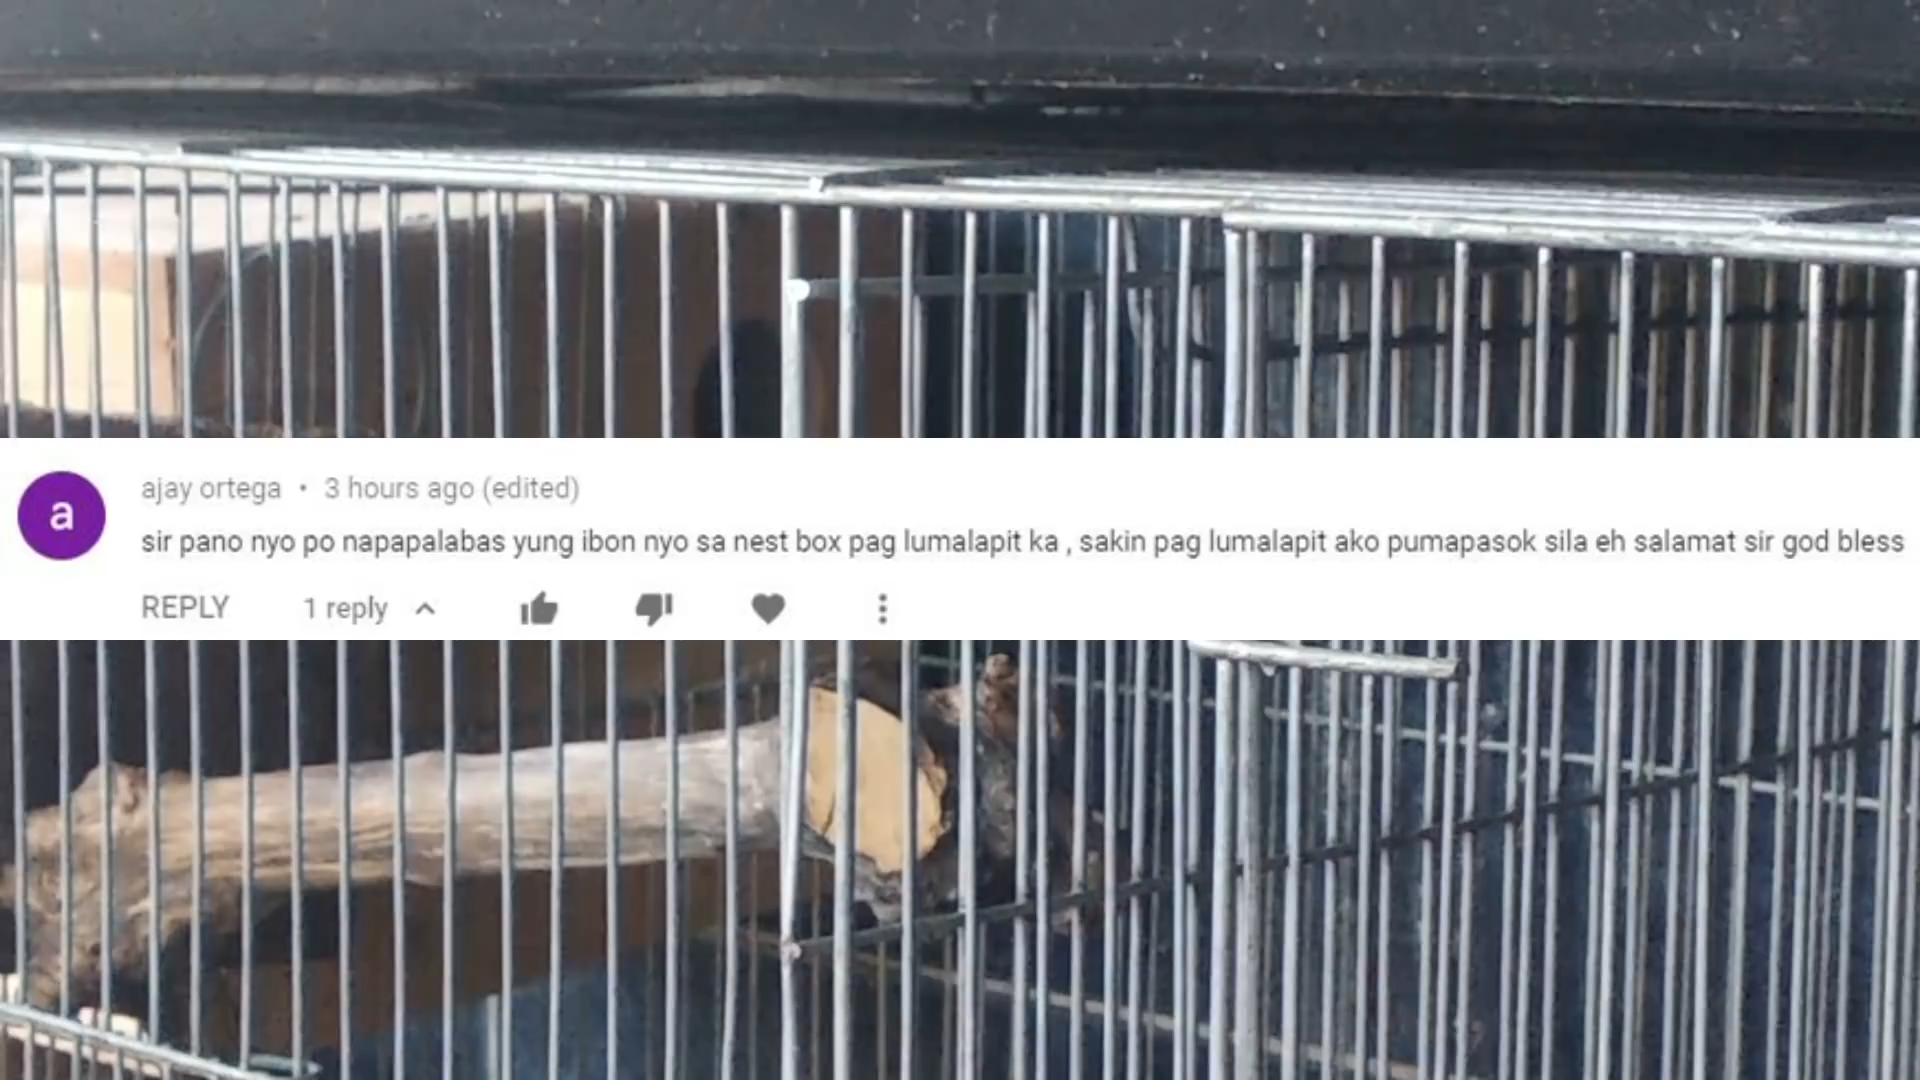 a
ajay ortega • 3 hours ago (edited)
sir pano nyo po napapalabas yung ibon nyo sa nest box pag lumalapit ka , sakin pag lumalapit ako pumapasok sila eh salamat sir god bless
REPLY 1 reply